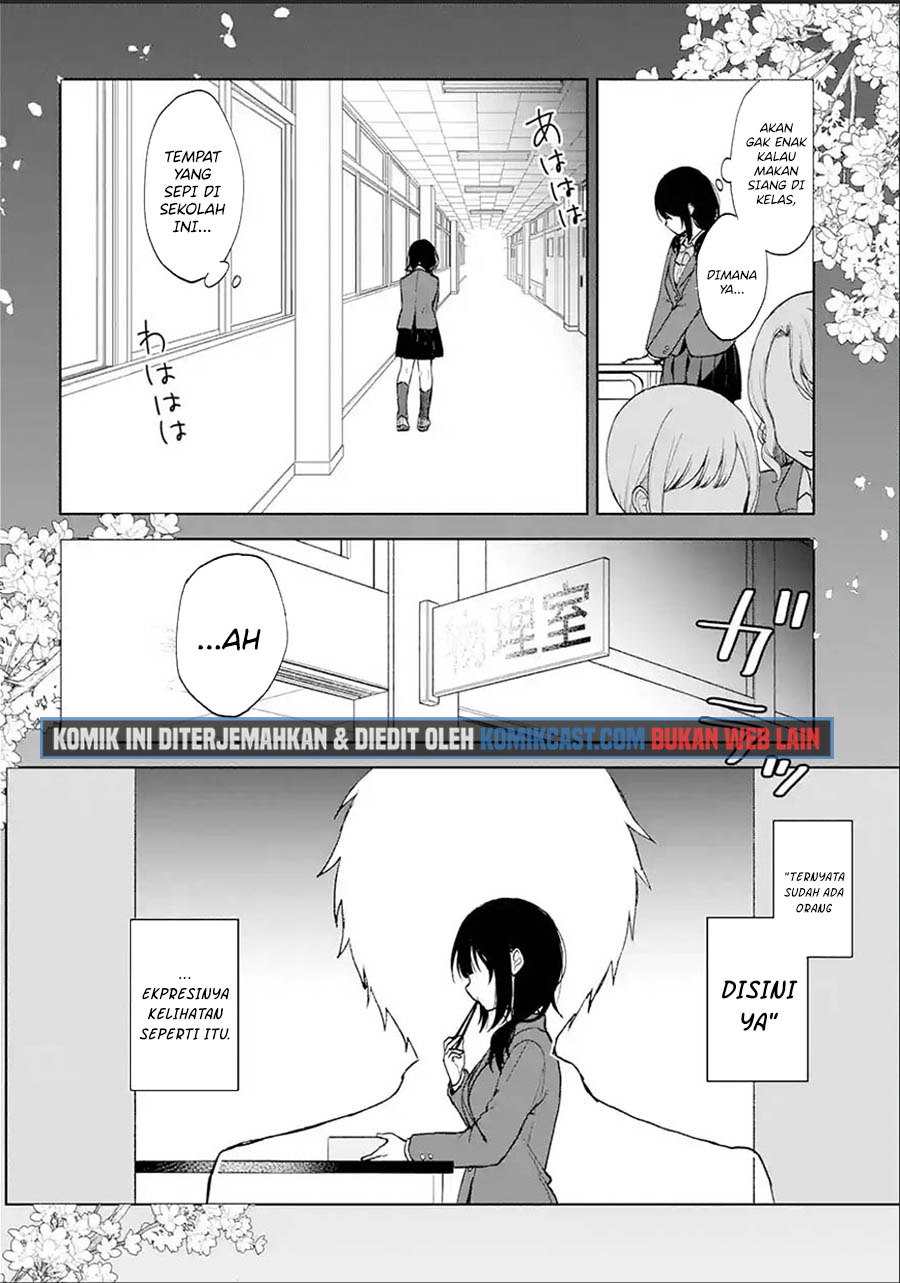 AKAN
GAK ENAK
KALAU
MAKAN
SIANG DI
KELAS,
DIMANA
YA...
あははは
TEMPAT
YANG
SEPI DI
SEKOLAH
INI...
わははは
物理室
ガラッ
...AH
KOMIK INI DITERJEMAHKAN & DIEDIT OLEH KOMIKCAST.COM BUKAN WEB LAIN
"TERNYATA
SUDAH ADA
ORANG
DISINI
YA"
...
EKPRESINYA
KELIHATAN
SEPERTI ITU.